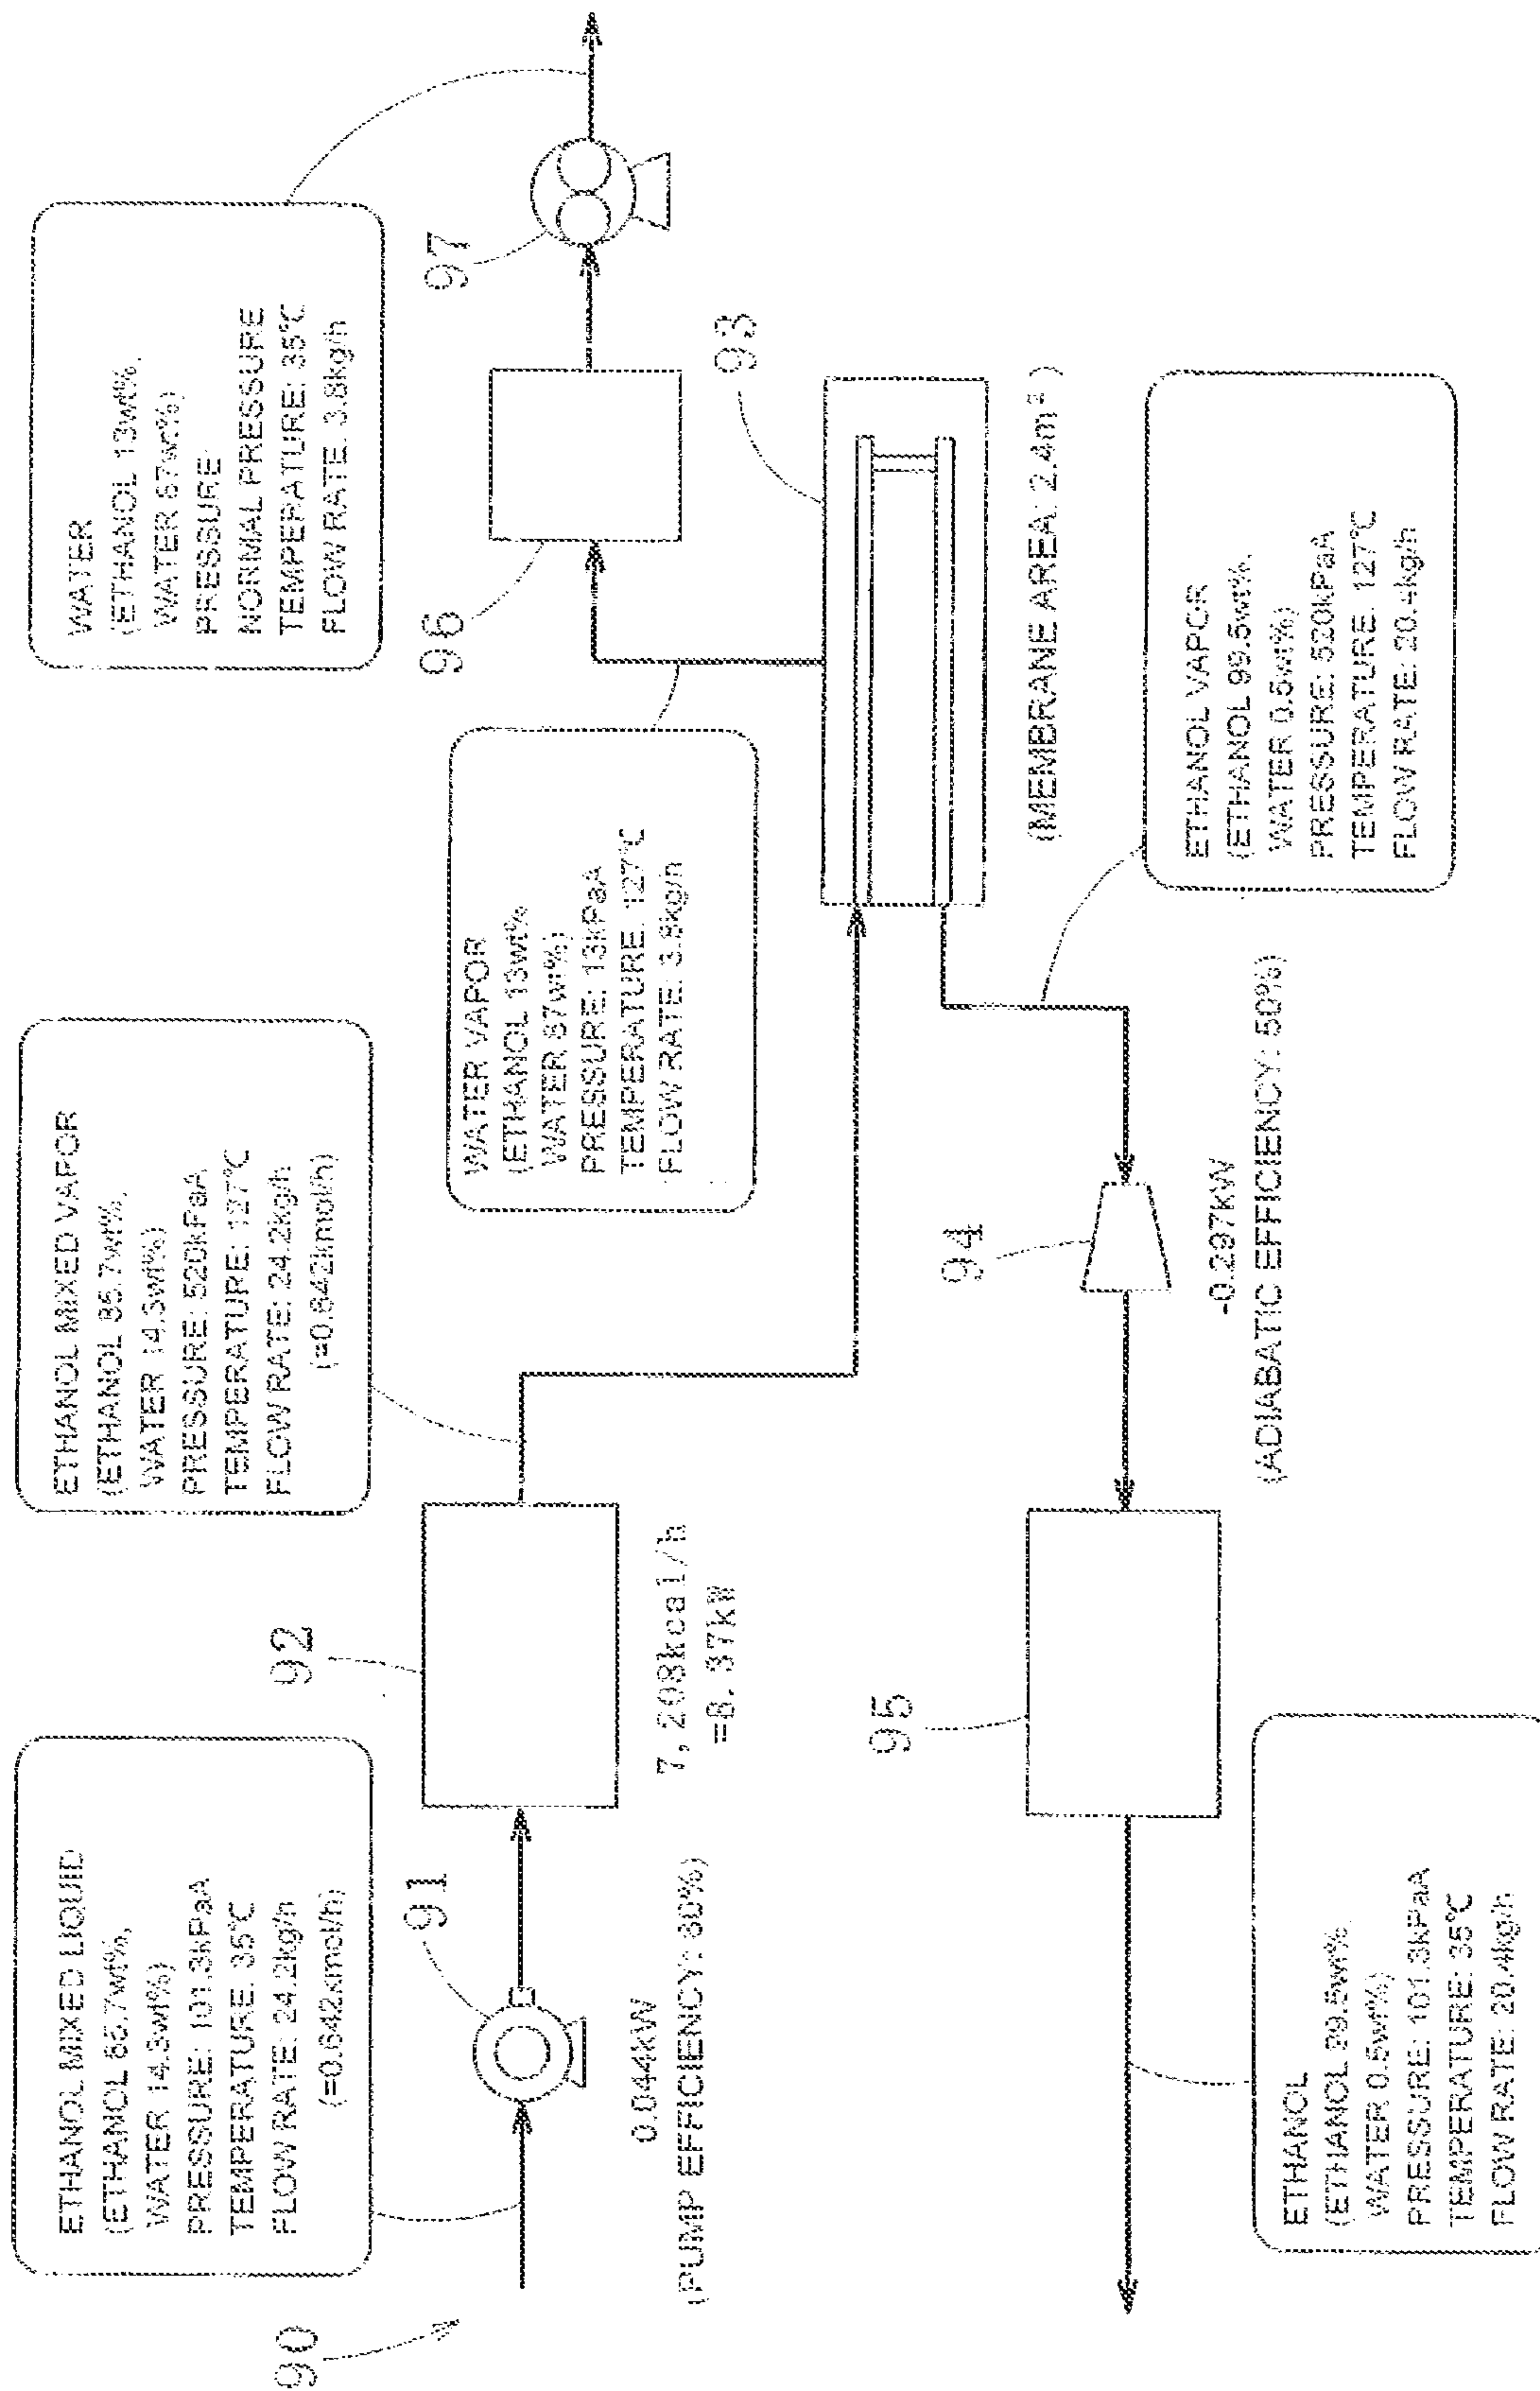 90
ETHANOL MIXED LIQUID
(ETHANOL 85.7wt%,
WATER 14.3wt%)
PRESSURE: 101.3kPaA
TEMPERATURE: 35°C
FLOW RATE: 24.2kg/h
(=0.642kmol/h)
91
0.044kW
(PUMP EFFICIENCY: 30%)
92
7,208kcal/h
=8.37kW
ETHANOL MIXED VAPOR
(ETHANOL 85.7wt%,
WATER 14.3wt%)
PRESSURE: 520kPaA
TEMPERATURE: 127°C
FLOW RATE: 24.2kg/h
(=0.642kmol/h)
WATER VAPOR
(ETHANOL 13wt%
WATER 87wt%)
PRESSURE: 13kPaA
TEMPERATURE: 127°C
FLOW RATE: 3.8kg/h
96
97
WATER
(ETHANOL 13wt%,
WATER 87wt%)
PRESSURE:
NORMAL PRESSURE
TEMPERATURE: 35°C
FLOW RATE: 3.8kg/h
93
(MEMBRANE AREA: 2.4m²)
ETHANOL VAPOR
(ETHANOL 99.5wt%,
WATER 0.5wt%)
PRESSURE: 520kPaA
TEMPERATURE: 127°C
FLOW RATE: 20.4kg/h
94
-0.297kW
(ADIABATIC EFFICIENCY: 50%)
95
ETHANOL
(ETHANOL 99.5wt%
WATER 0.5wt%)
PRESSURE: 101.3kPaA
TEMPERATURE: 35°C
FLOW RATE: 20.4kg/h